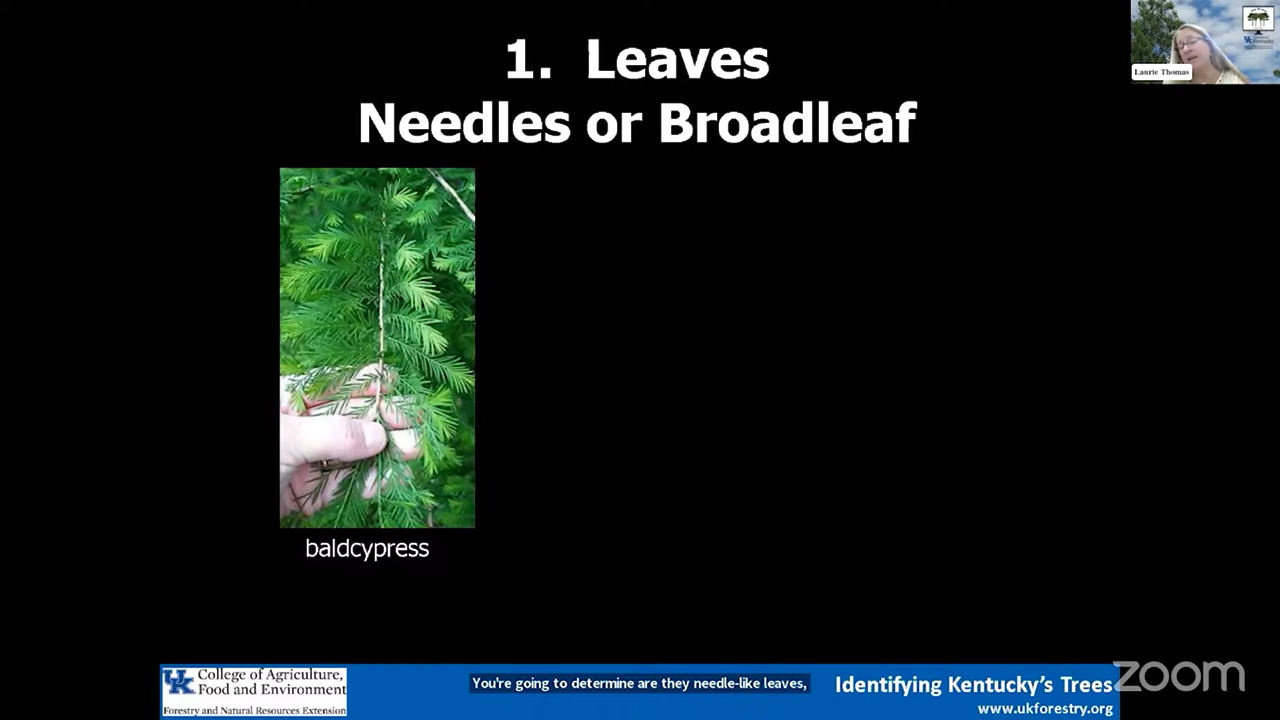 1. Leaves
Needles or Broadleaf
Laurie Thomas
baldcypress
UK
College of Agriculture,
Food and Environment
Forestry and Natural Resources Extension
You're going to determine are they needle-like leaves,
Identifying Kentucky's Trees
www.ukforestry.org
zoom